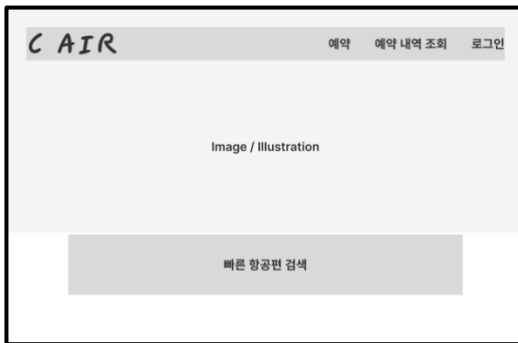 C AIR
예약 예약 내역 조회 로그인
Image / Illustration
빠른 항공편 검색